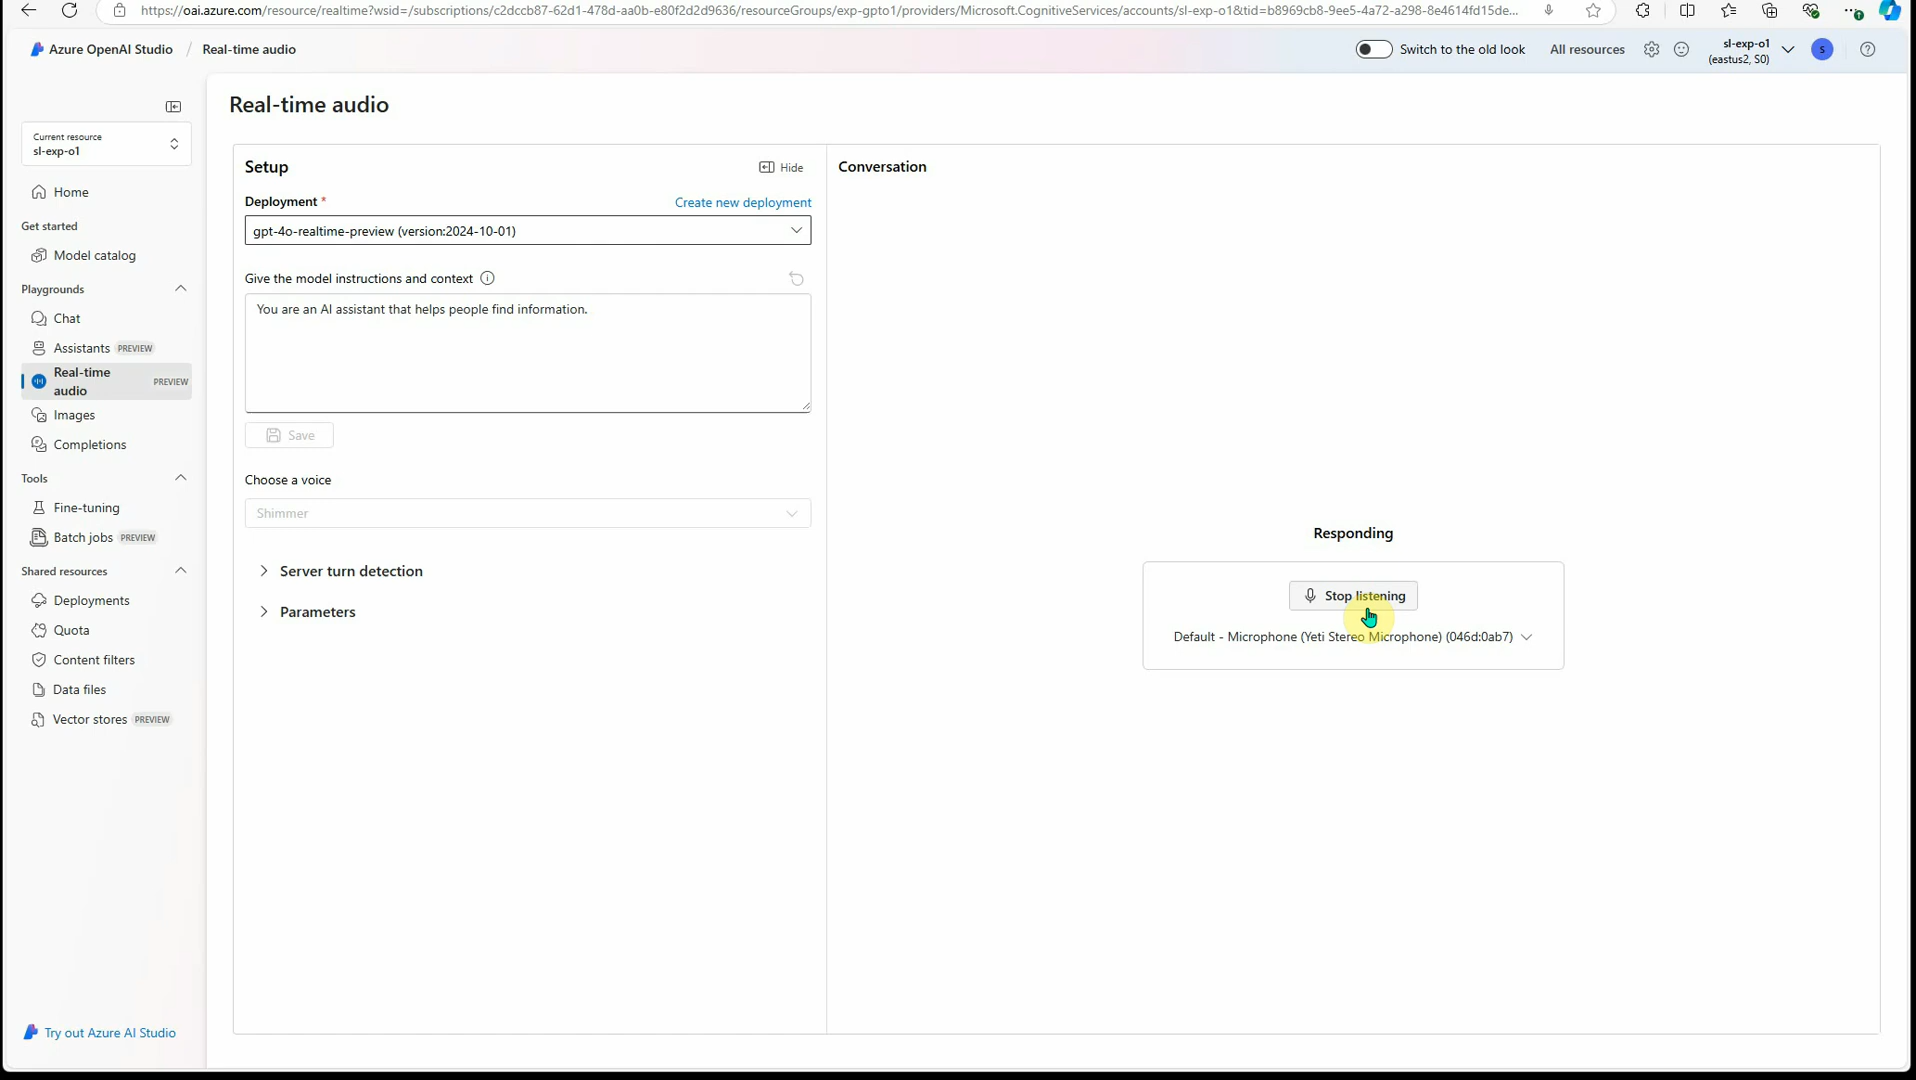 https://oai.azure.com/resource/realtime?wsid=/subscriptions/c2dccb87-62d1-478d-aa0b-e80f2d2d9636/resourceGroups/exp-gpto1/providers/Microsoft.CognitiveServices/accounts/sl-exp-o1&tid=b8969cb8-9ee5-4a72-a298-8e4614fd15de...
Azure OpenAI Studio / Real-time audio
Switch to the old look
All resources
sl-exp-o1
(eastus2, S0)
S
Real-time audio
Current resource
sl-exp-o1
Home
Get started
Model catalog
Playgrounds
Chat
Assistants PREVIEW
Real-time
audio
PREVIEW
Images
Completions
Tools
Fine-tuning
Batch jobs PREVIEW
Shared resources
Deployments
Quota
Content filters
Data files
Vector stores PREVIEW
Try out Azure AI Studio
Setup
Hide
Deployment *
Create new deployment
gpt-4o-realtime-preview (version:2024-10-01)
Give the model instructions and context
You are an AI assistant that helps people find information.
Save
Choose a voice
Shimmer
Server turn detection
Parameters
Conversation
Responding
Stop listening
Default - Microphone (Yeti Stereo Microphone) (046d:0ab7)